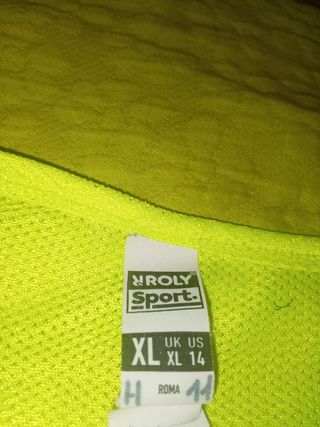 ROLY
Sport.
XL UK US
XL 14
H ROMA 11